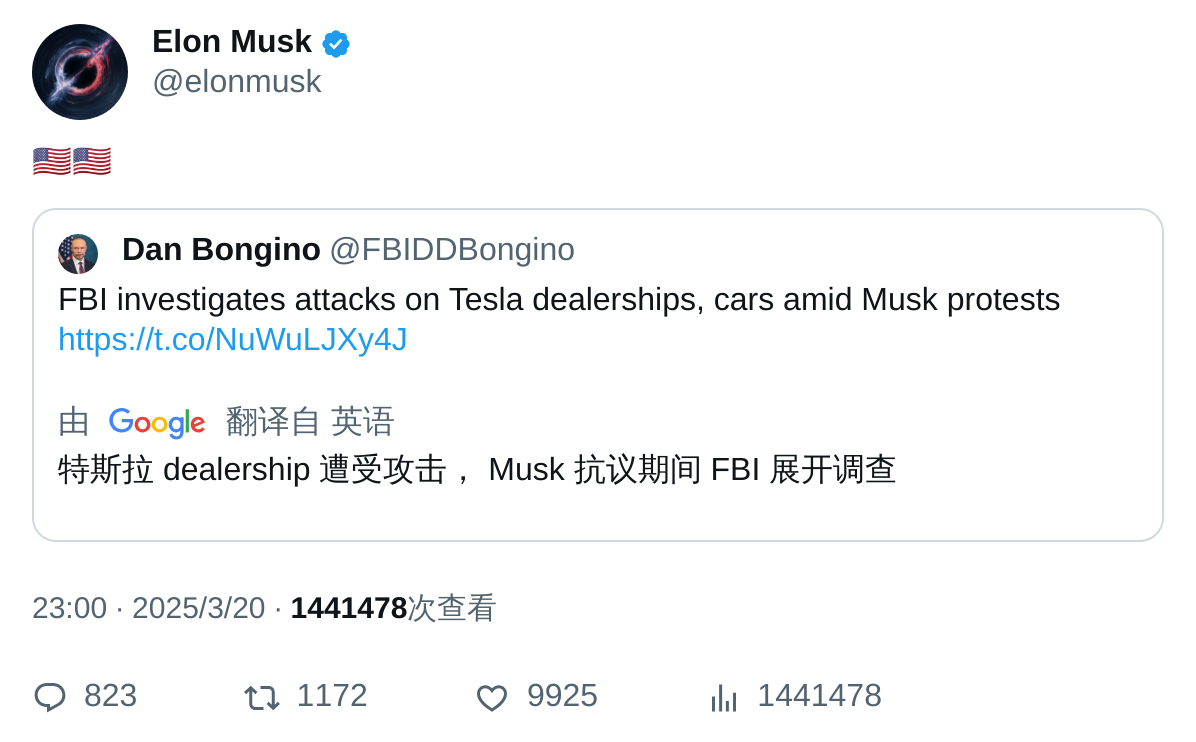 Elon Musk
@elonmusk
🇺🇸🇺🇸
Dan Bongino @FBIDDBongino
FBI investigates attacks on Tesla dealerships, cars amid Musk protests
https://t.co/NuWuLJXy4J
由 Google 翻译自 英语
特斯拉 dealership 遭受攻击， Musk 抗议期间 FBI 展开调查
23:00 · 2025/3/20 · 1441478次查看
823 1172 9925 1441478